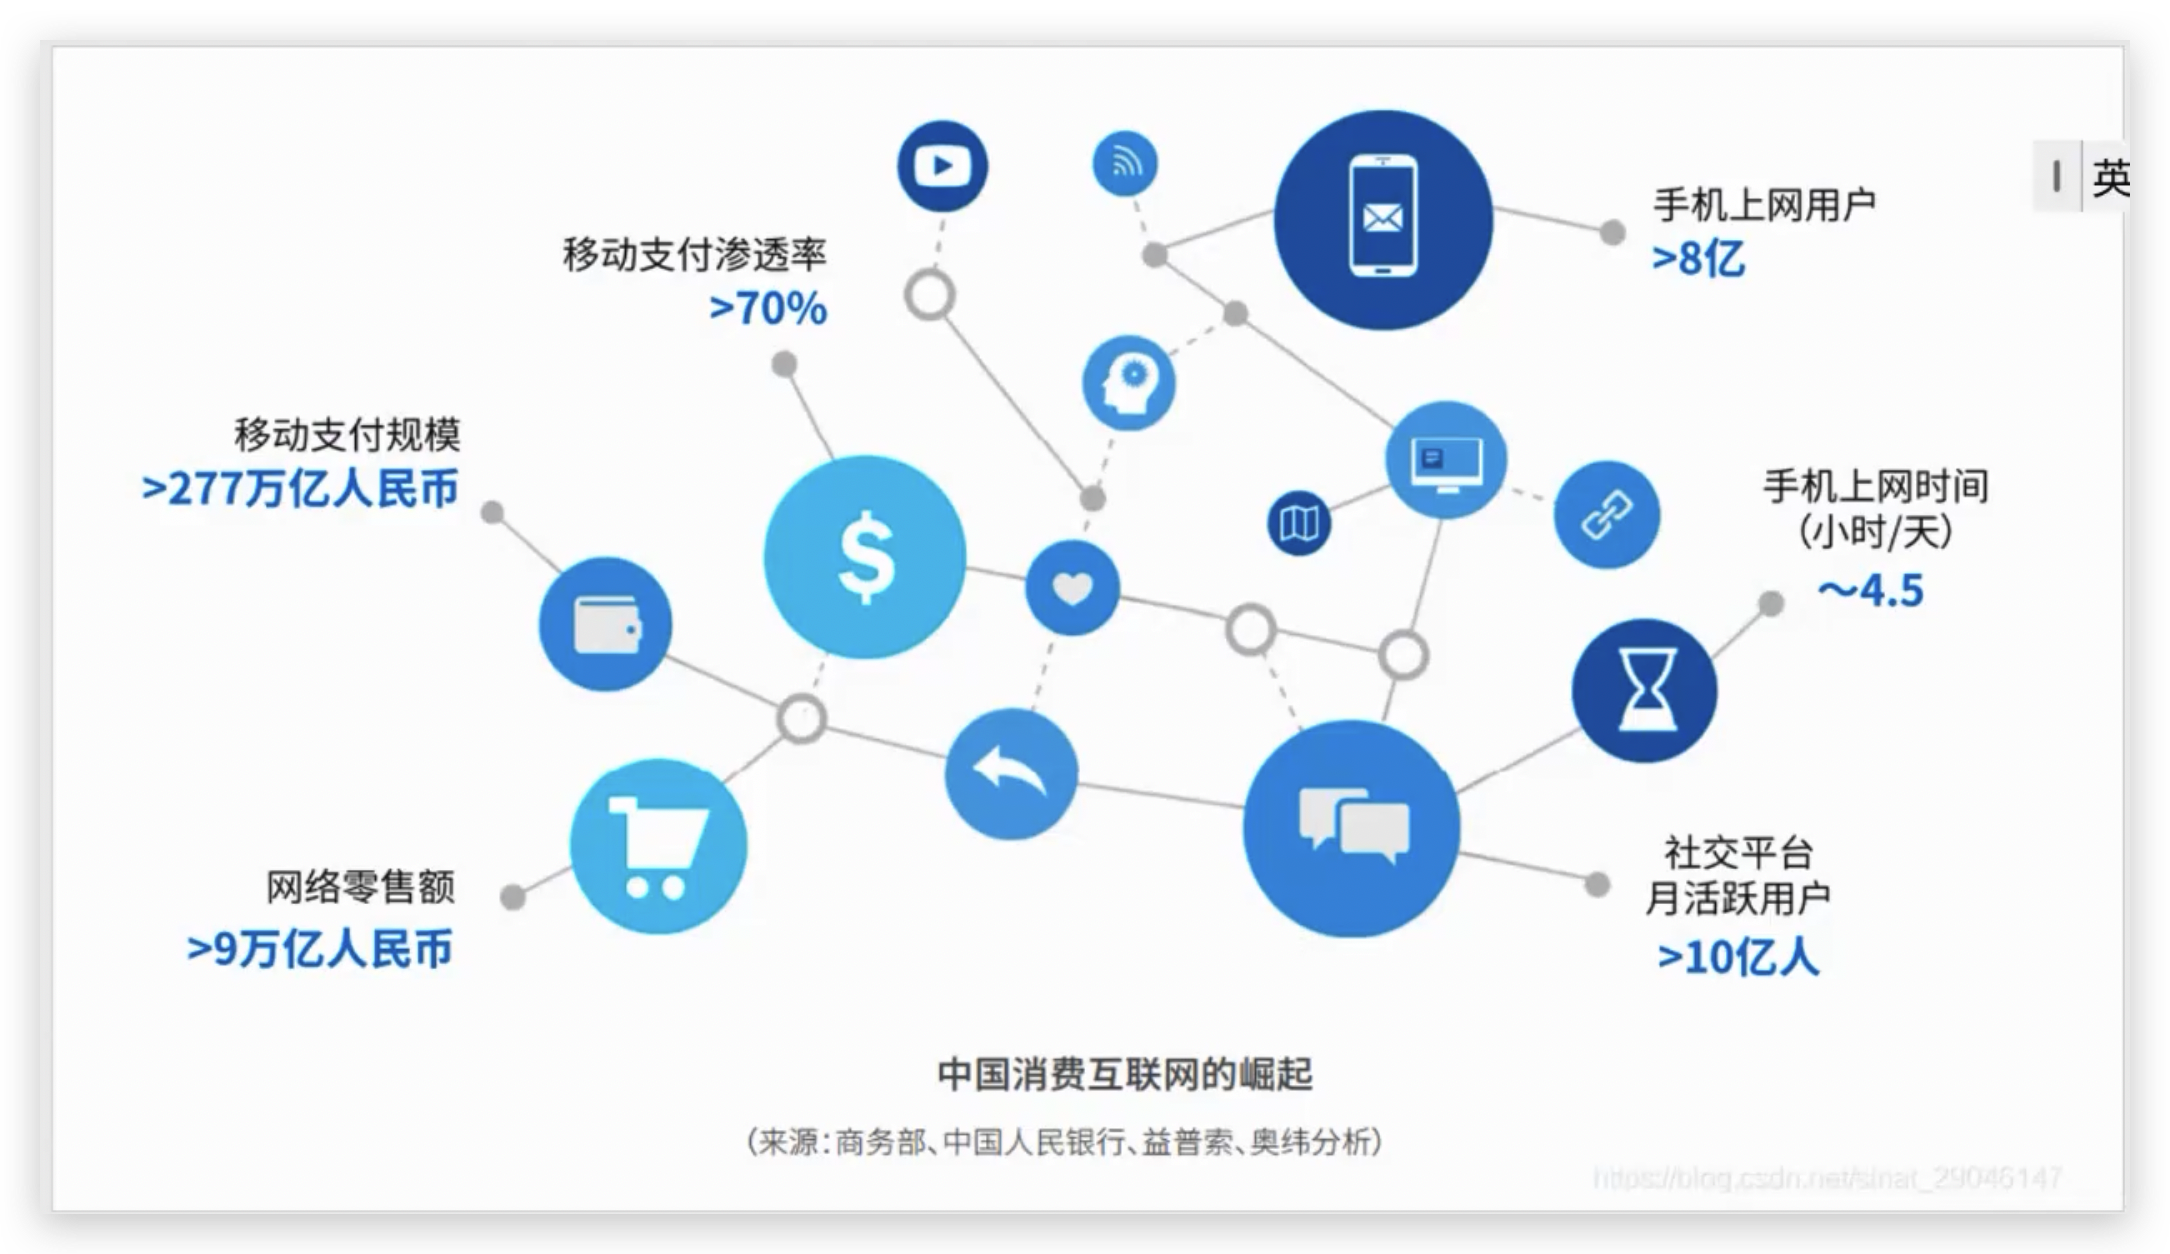 移动支付渗透率
>70%
手机上网用户
>8亿
英
移动支付规模
>277万亿人民币
$
手机上网时间
（小时/天）
～4.5
网络零售额
>9万亿人民币
社交平台
月活跃用户
>10亿人
中国消费互联网的崛起
（来源：商务部、中国人民银行、益普索、奥纬分析）
https://blog.csdn.net/sinat_29046147